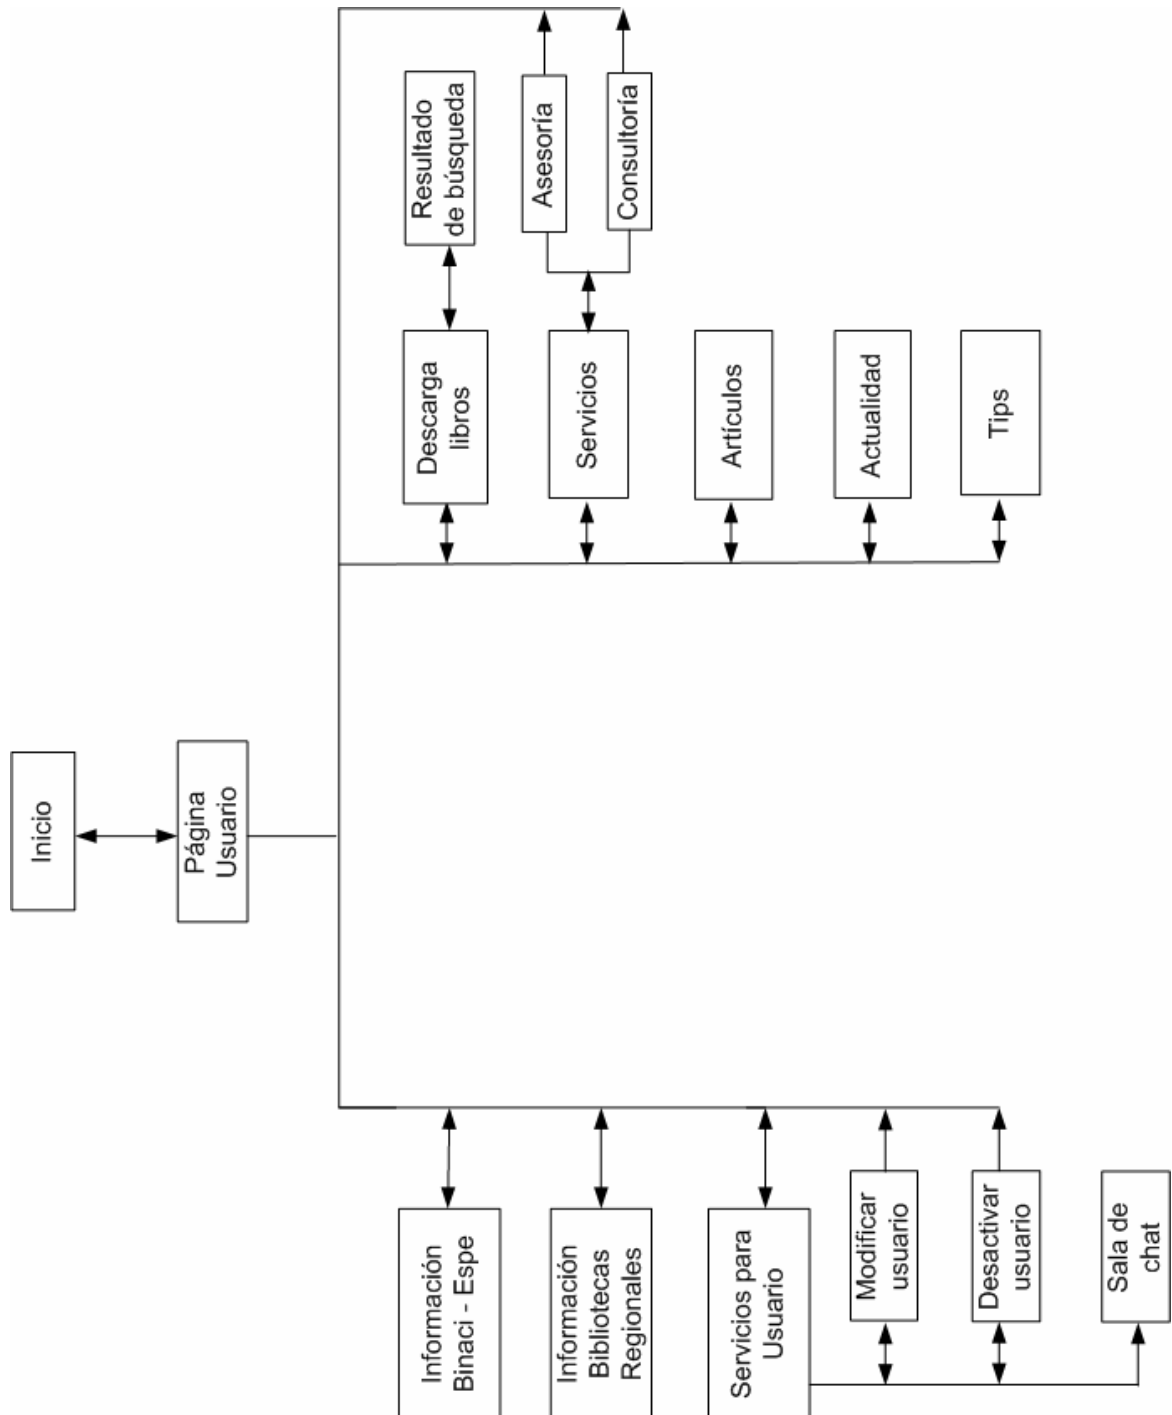 Inicio
Página
Usuario
Información
Binaci - Espe
Descarga
libros
Resultado
de búsqueda
Información
Bibliotecas
Regionales
Servicios
Asesoría
Consultoría
Servicios para
Usuario
Artículos
Modificar
usuario
Actualidad
Desactivar
usuario
Tips
Sala de
chat